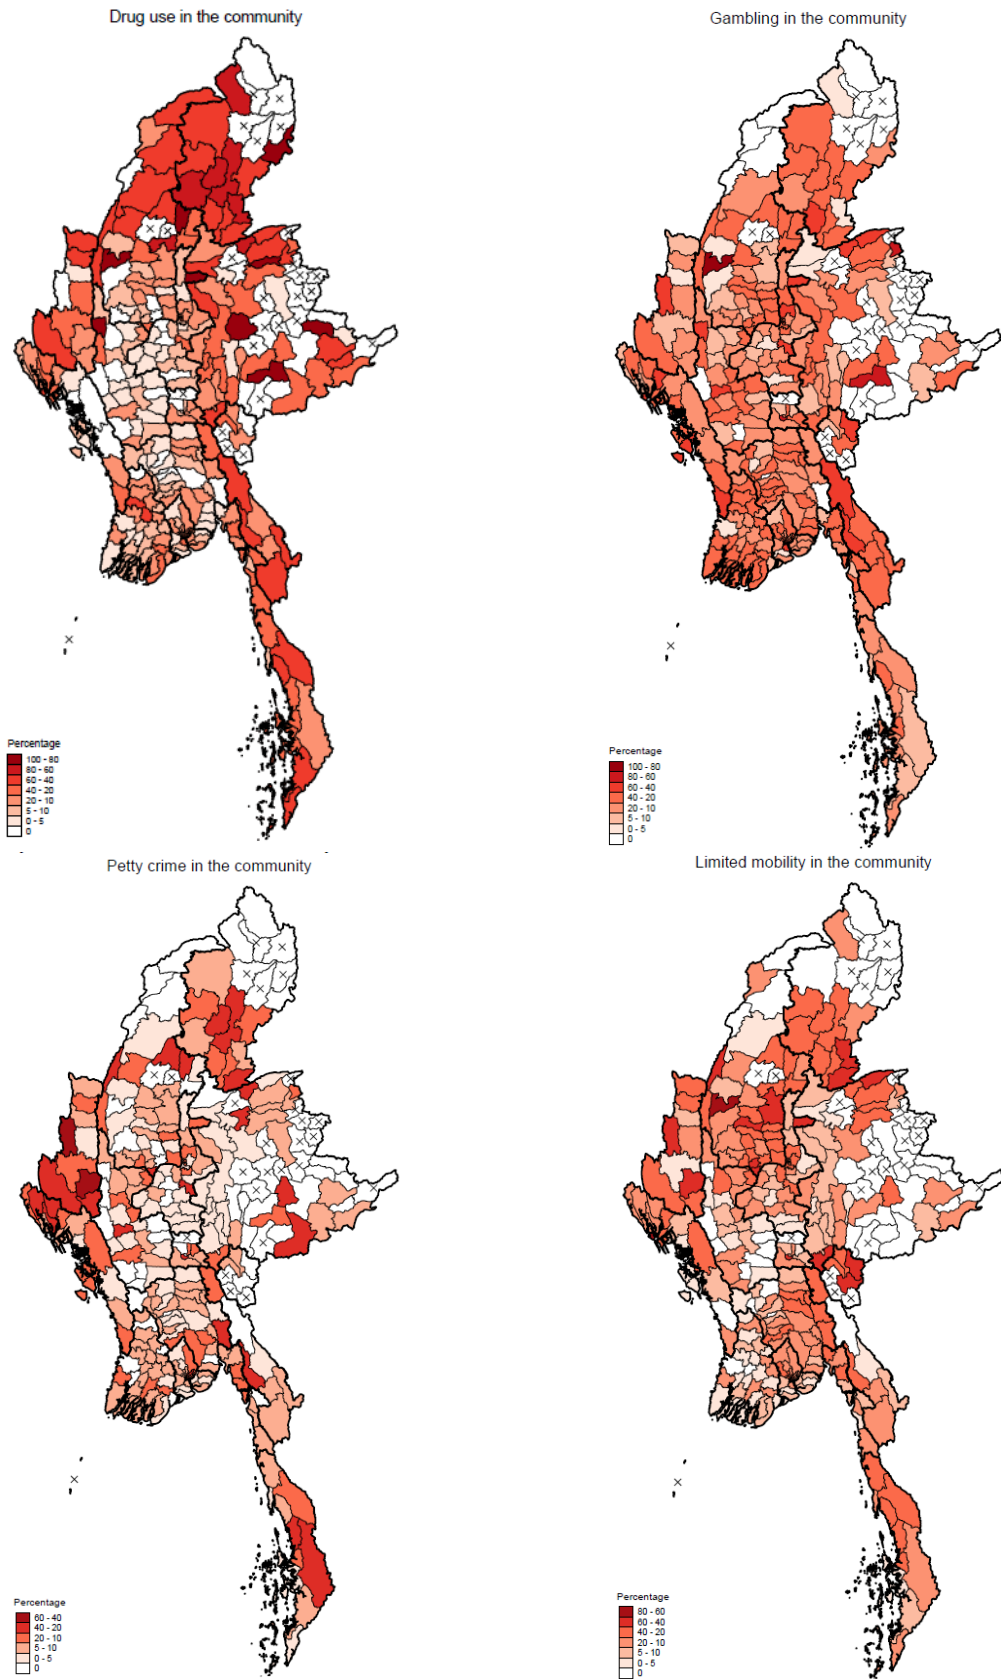 Drug use in the community
Gambling in the community
Percentage
100 - 80
80 - 60
60 - 40
40 - 20
20 - 10
5 - 10
0 - 5
0
Percentage
100 - 80
80 - 60
60 - 40
40 - 20
20 - 10
5 - 10
0 - 5
0
Petty crime in the community
Limited mobility in the community
Percentage
60 - 40
40 - 20
20 - 10
5 - 10
0 - 5
0
Percentage
80 - 60
60 - 40
40 - 20
20 - 10
5 - 10
0 - 5
0